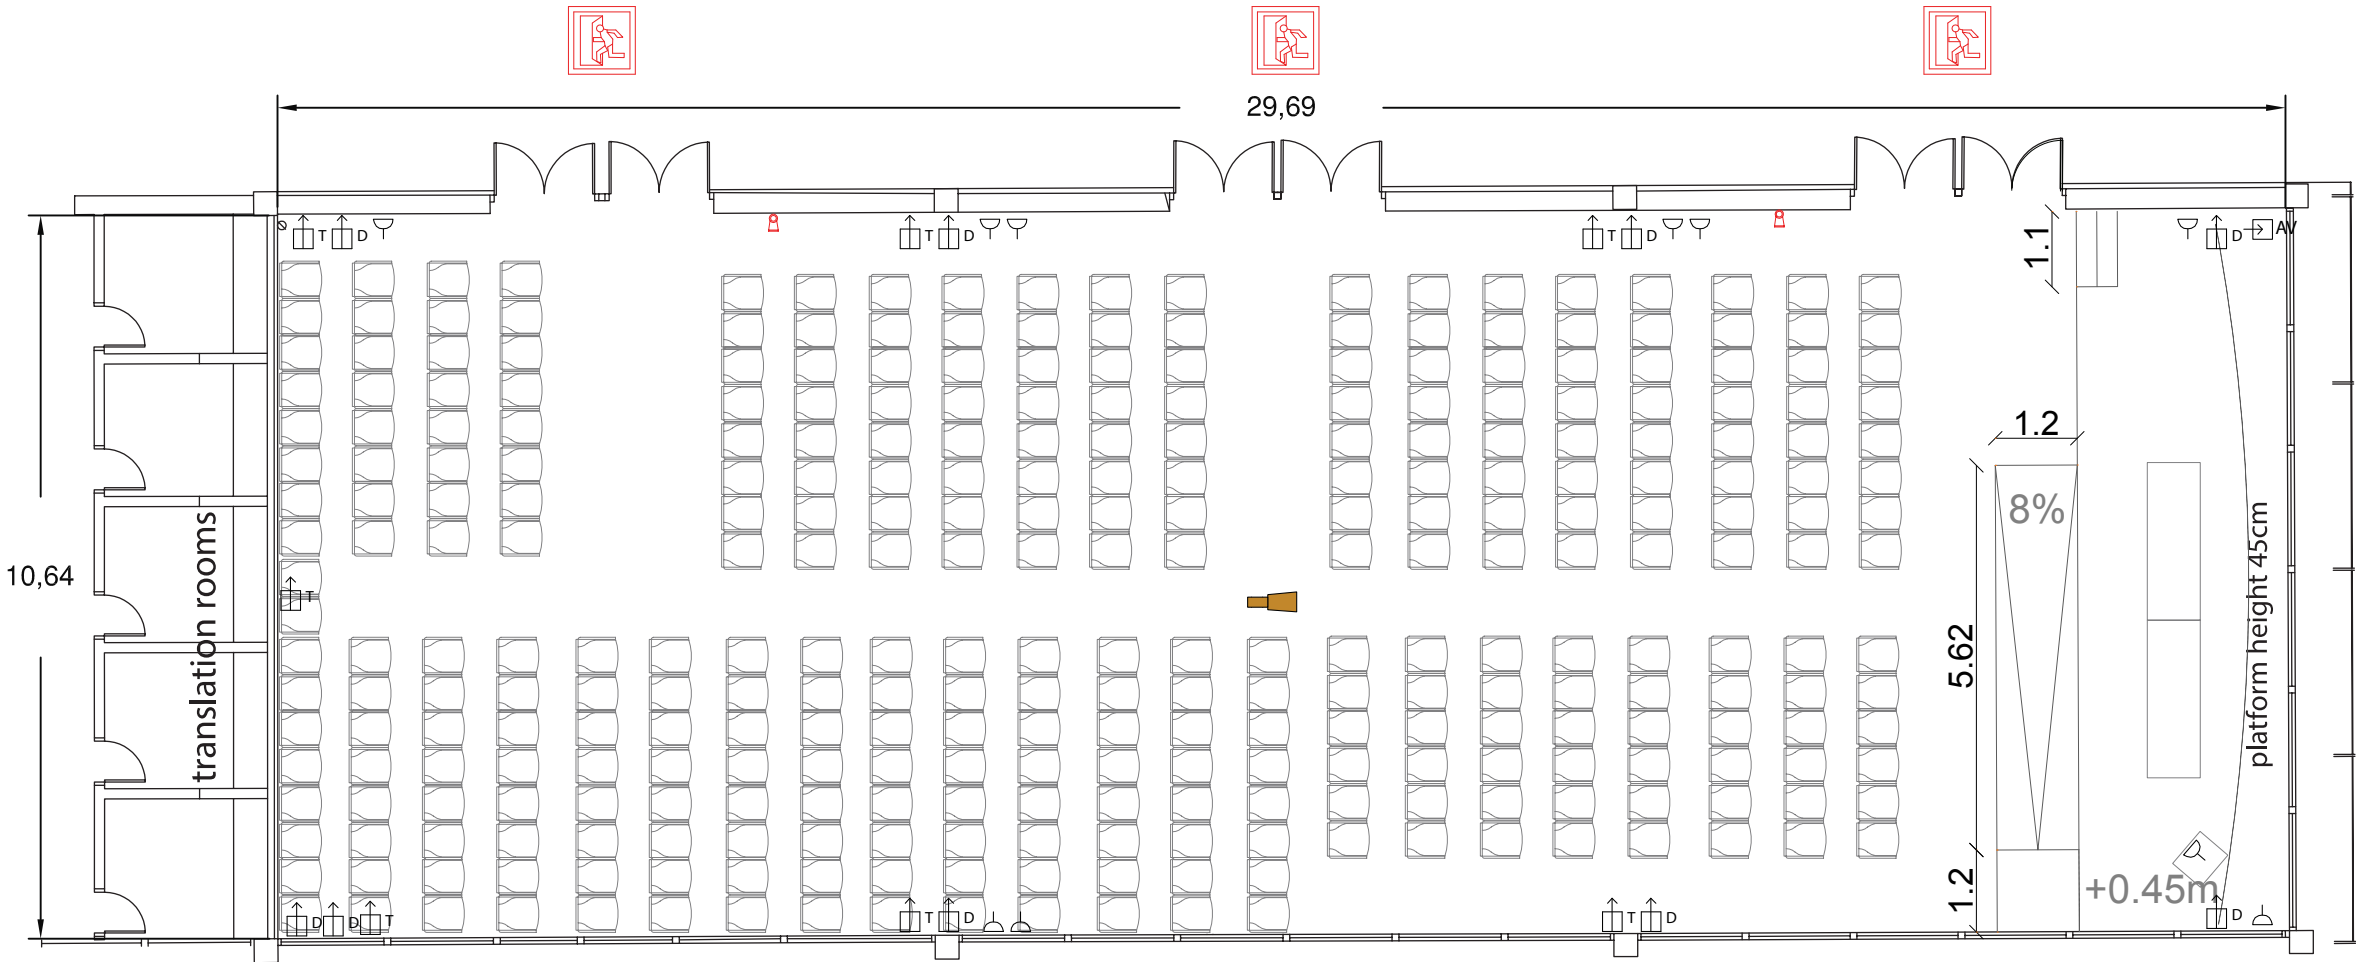 29,69
T
D
T
D
T
D
D
AV
1.1
1.2
8%
10,64
translation rooms
T
5.62
platform height 45cm
1.2
+0.45m
D
D
T
T
D
T
D
D